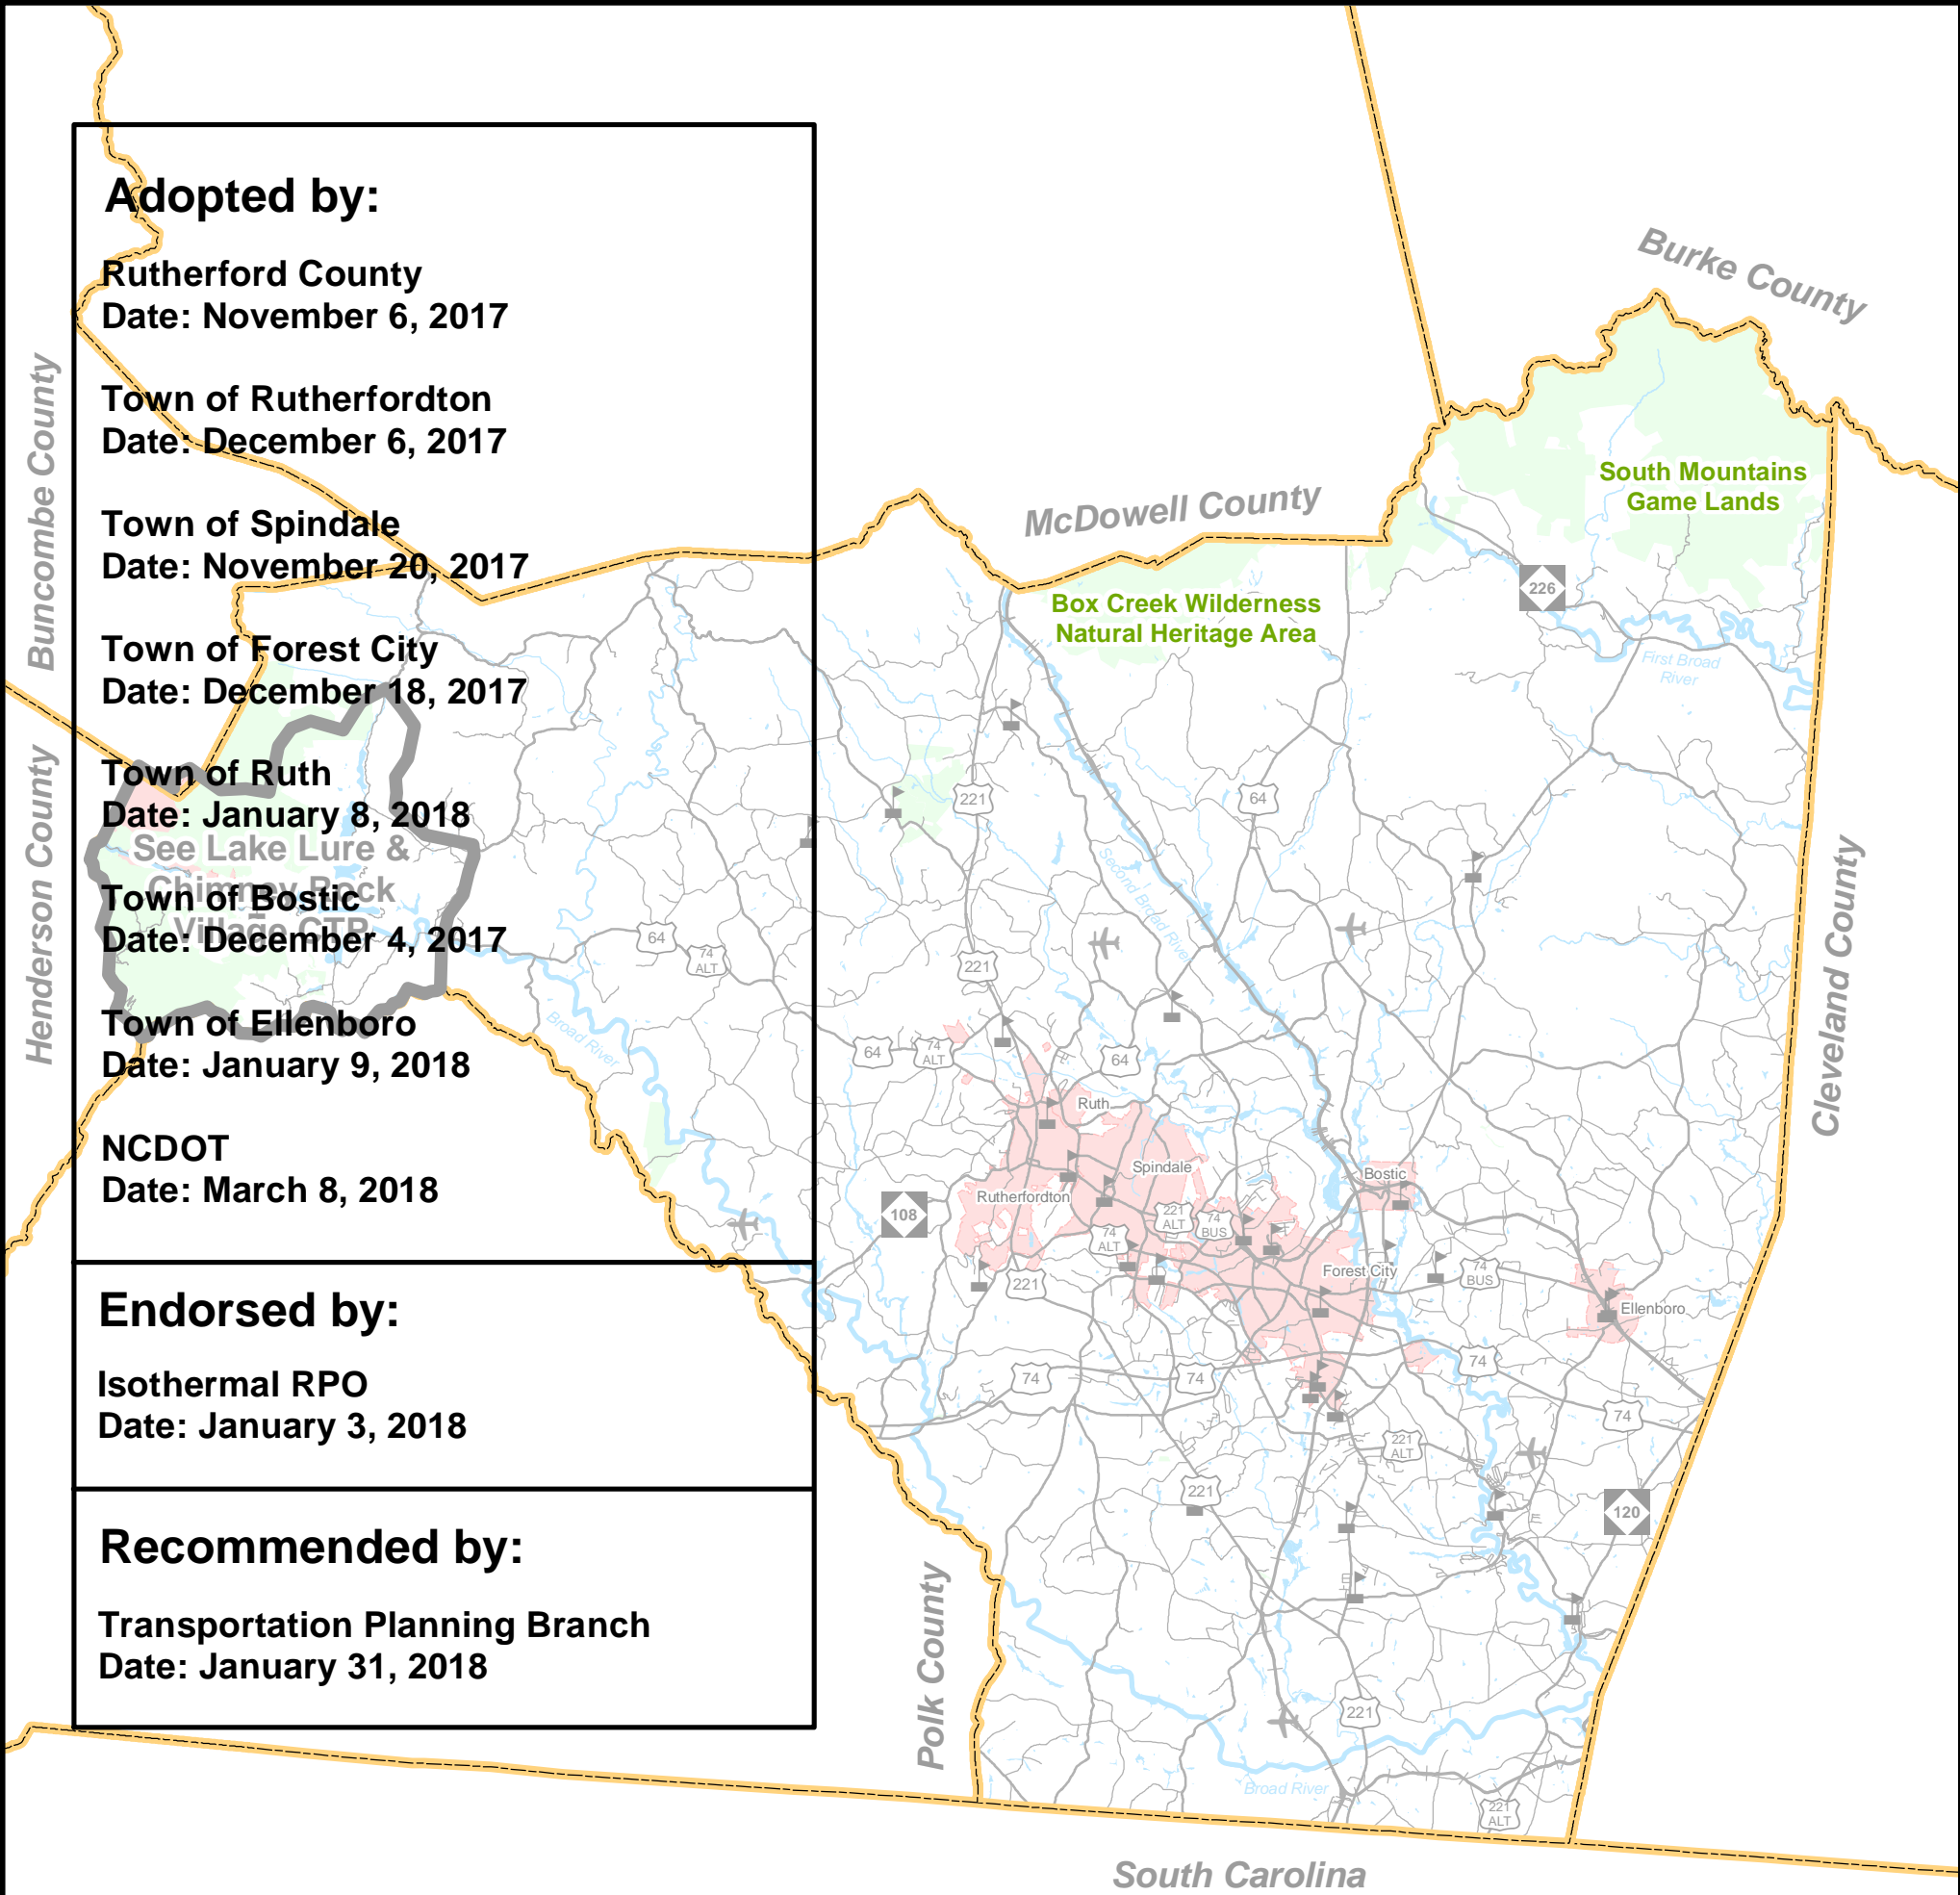 Adopted by:
Rutherford County
Date: November 6, 2017
Town of Rutherfordton
Date: December 6, 2017
Town of Spindale
Date: November 20, 2017
Town of Forest City
Date: December 18, 2017
Town of Ruth
Date: January 8, 2018
See Lake Lure &
Chimney Rock
Village CTP
Town of Bostic
Date: December 4, 2017
Town of Ellenboro
Date: January 9, 2018
NCDOT
Date: March 8, 2018
Endorsed by:
Isothermal RPO
Date: January 3, 2018
Recommended by:
Transportation Planning Branch
Date: January 31, 2018
Buncombe County
Henderson County
McDowell County
Burke County
Cleveland County
Polk County
South Carolina
South Mountains
Game Lands
Box Creek Wilderness
Natural Heritage Area
226
First Broad
River
221
64
Second Broad River
64
74
ALT
221
Broad River
64
74
ALT
64
Ruth
Spindale
Rutherfordton
Bostic
108
221
ALT
74
BUS
74
ALT
Forest City
74
BUS
221
Ellenboro
74
74
74
74
221
ALT
221
120
221
Broad River
221
ALT